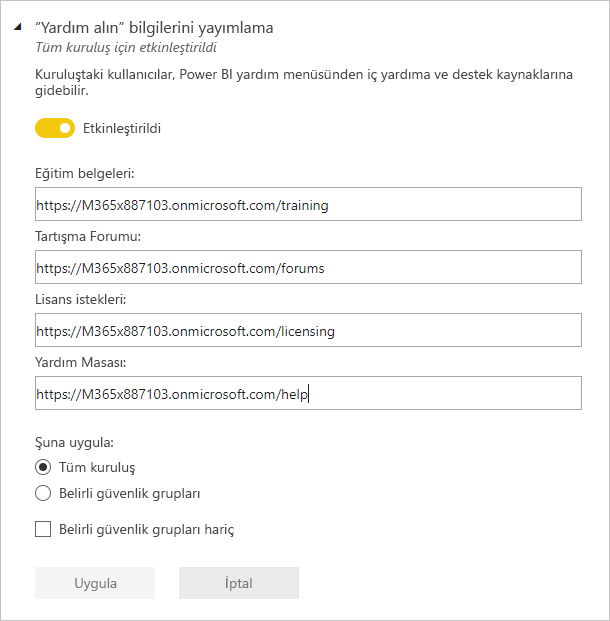 “Yardım alın” bilgilerini yayımlama
Tüm kuruluş için etkinleştirildi
Kuruluştaki kullanıcılar, Power BI yardım menüsünden iç yardıma ve destek kaynaklarına
gidebilir.
Etkinleştirildi
Eğitim belgeleri:
https://M365x887103.onmicrosoft.com/training
Tartışma Forumu:
https://M365x887103.onmicrosoft.com/forums
Lisans istekleri:
https://M365x887103.onmicrosoft.com/licensing
Yardım Masası:
https://M365x887103.onmicrosoft.com/help
Şuna uygula:
Tüm kuruluş
Belirli güvenlik grupları
Belirli güvenlik grupları hariç
Uygula İptal